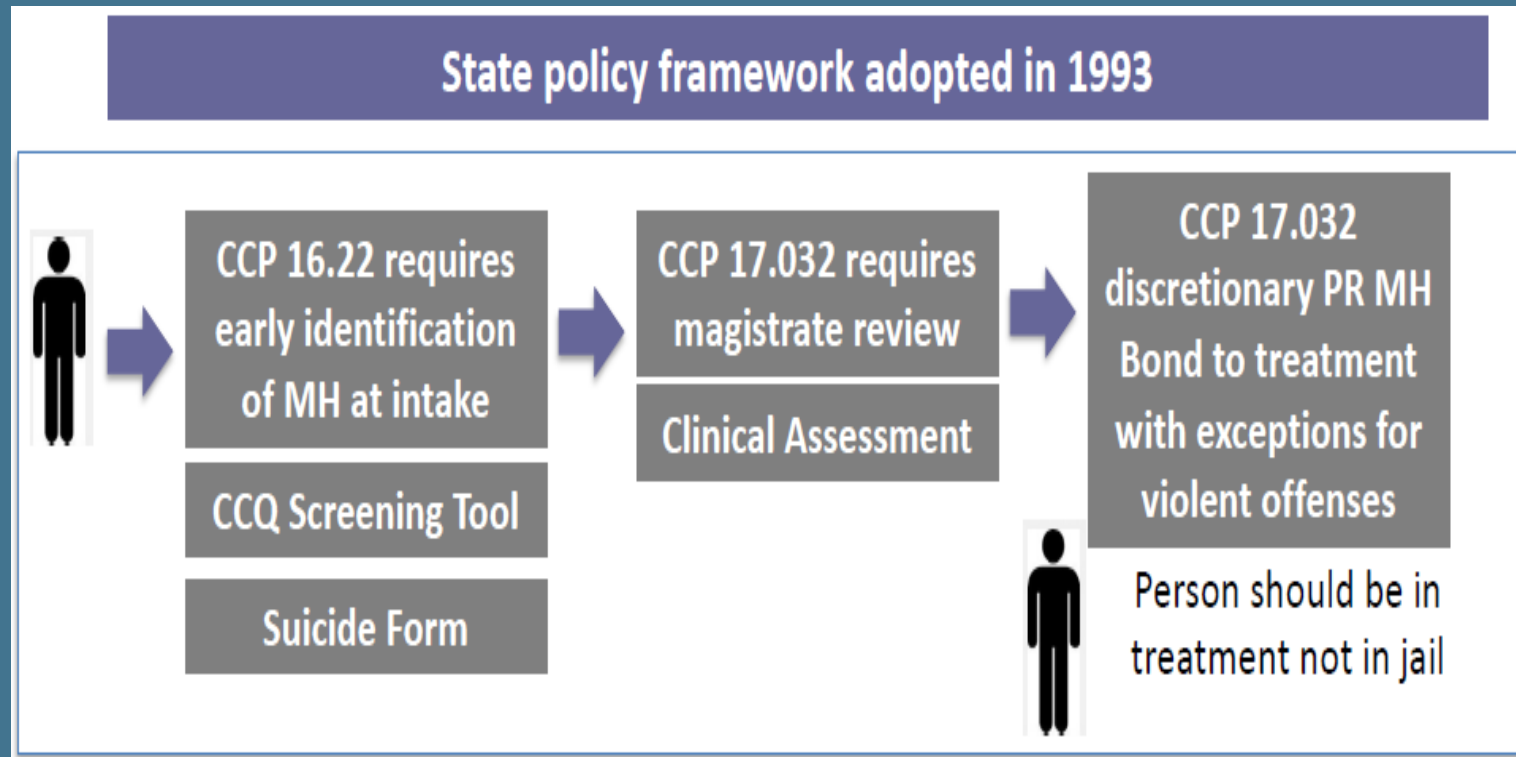 State policy framework adopted in 1993
CCP 16.22 requires
early identification
of MH at intake
CCQ Screening Tool
Suicide Form
CCP 17.032 requires
magistrate review
Clinical Assessment
CCP 17.032
discretionary PR MH
Bond to treatment
with exceptions for
violent offenses
Person should be in
treatment not in jail